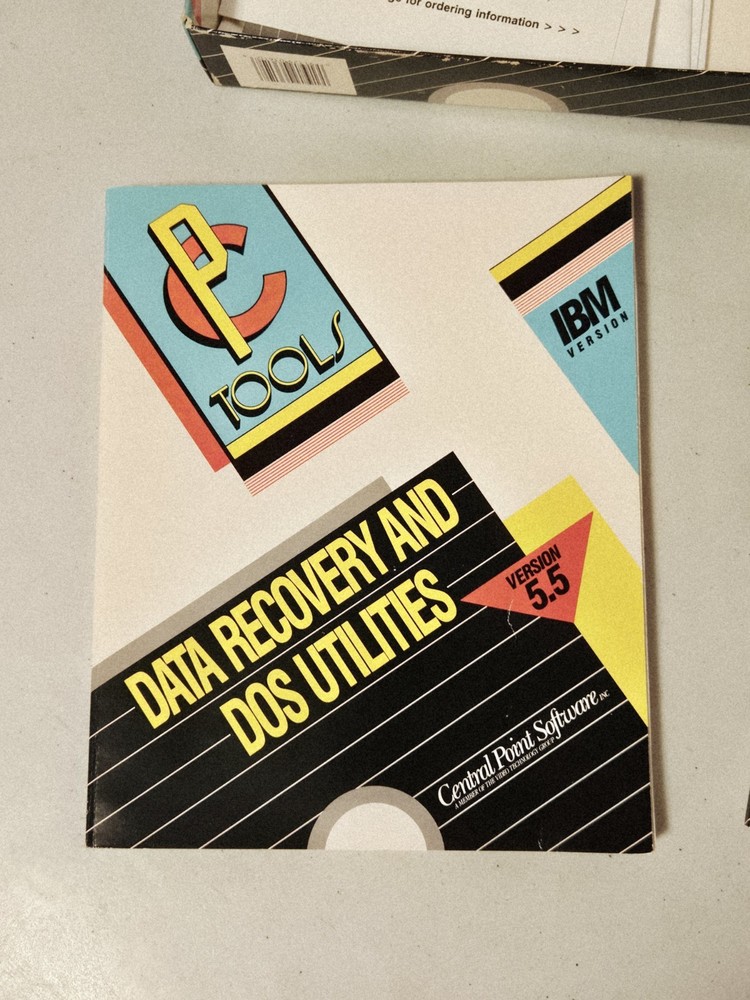 for ordering information > > >
PC
TOOLS
IBM
VERSION
DATA RECOVERY AND
DOS UTILITIES
VERSION
5.5
Central Point Software INC
A MEMBER OF THE VIDEO TECHNOLOGY GROUP